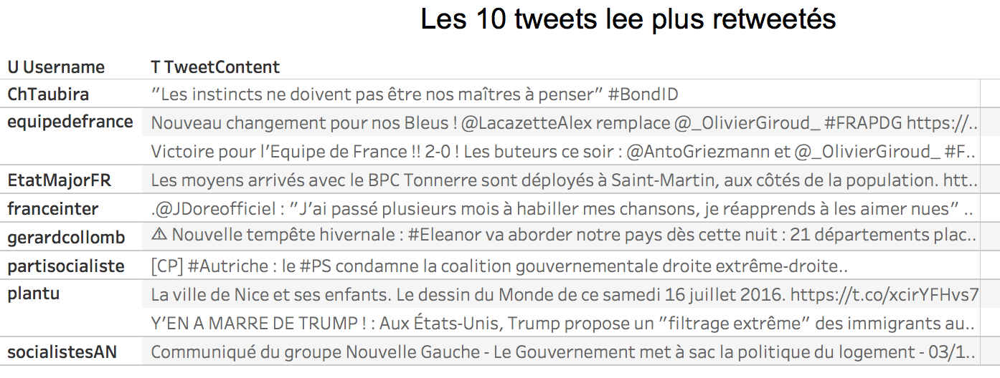 Les 10 tweets lee plus retweetés
U Username T TweetContent
ChTaubira "Les instincts ne doivent pas être nos maîtres à penser" #BondID
equipedefrance Nouveau changement pour nos Bleus ! @LacazetteAlex remplace @_OlivierGiroud_ #FRAPDG https://..
Victoire pour l'Equipe de France !! 2-0 ! Les buteurs ce soir : @AntoGriezmann et @_OlivierGiroud_ #F..
EtatMajorFR Les moyens arrivés avec le BPC Tonnerre sont déployés à Saint-Martin, aux côtés de la population. htt..
franceinter .@JDoreofficiel : "J'ai passé plusieurs mois à habiller mes chansons, je réapprends à les aimer nues" ..
gerardcollomb ⚠ Nouvelle tempête hivernale : #Eleanor va aborder notre pays dès cette nuit : 21 départements plac..
partisocialiste [CP] #Autriche : le #PS condamne la coalition gouvernementale droite extrême-droite..
plantu La ville de Nice et ses enfants. Le dessin du Monde de ce samedi 16 juillet 2016. https://t.co/xcirYFHvs7
Y'EN A MARRE DE TRUMP ! : Aux États-Unis, Trump propose un "filtrage extrême" des immigrants au..
socialistesAN Communiqué du groupe Nouvelle Gauche - Le Gouvernement met à sac la politique du logement - 03/1..